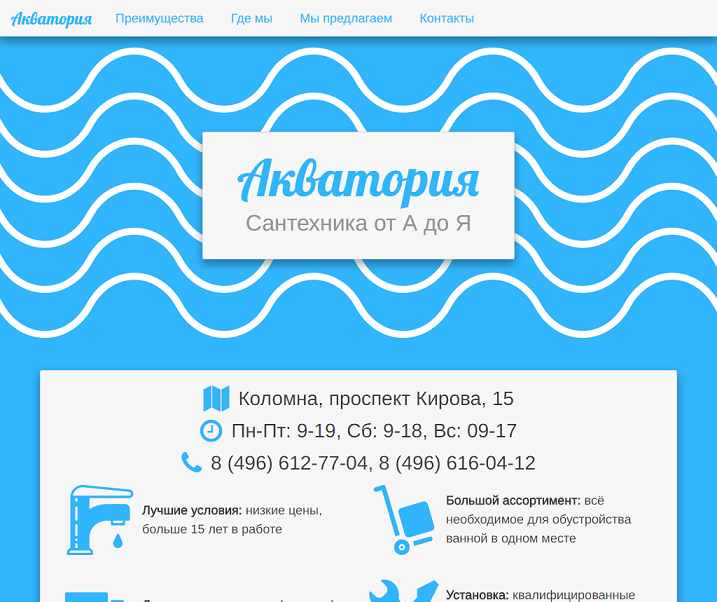 Акватория Преимущества Где мы Мы предлагаем Контакты
Акватория
Сантехника от А до Я
Коломна, проспект Кирова, 15
Пн-Пт: 9-19, Сб: 9-18, Вс: 09-17
8 (496) 612-77-04, 8 (496) 616-04-12
Лучшие условия: низкие цены,
больше 15 лет в работе
Большой ассортимент: всё
необходимое для обустройства
ванной в одном месте
Установка: квалифицированные